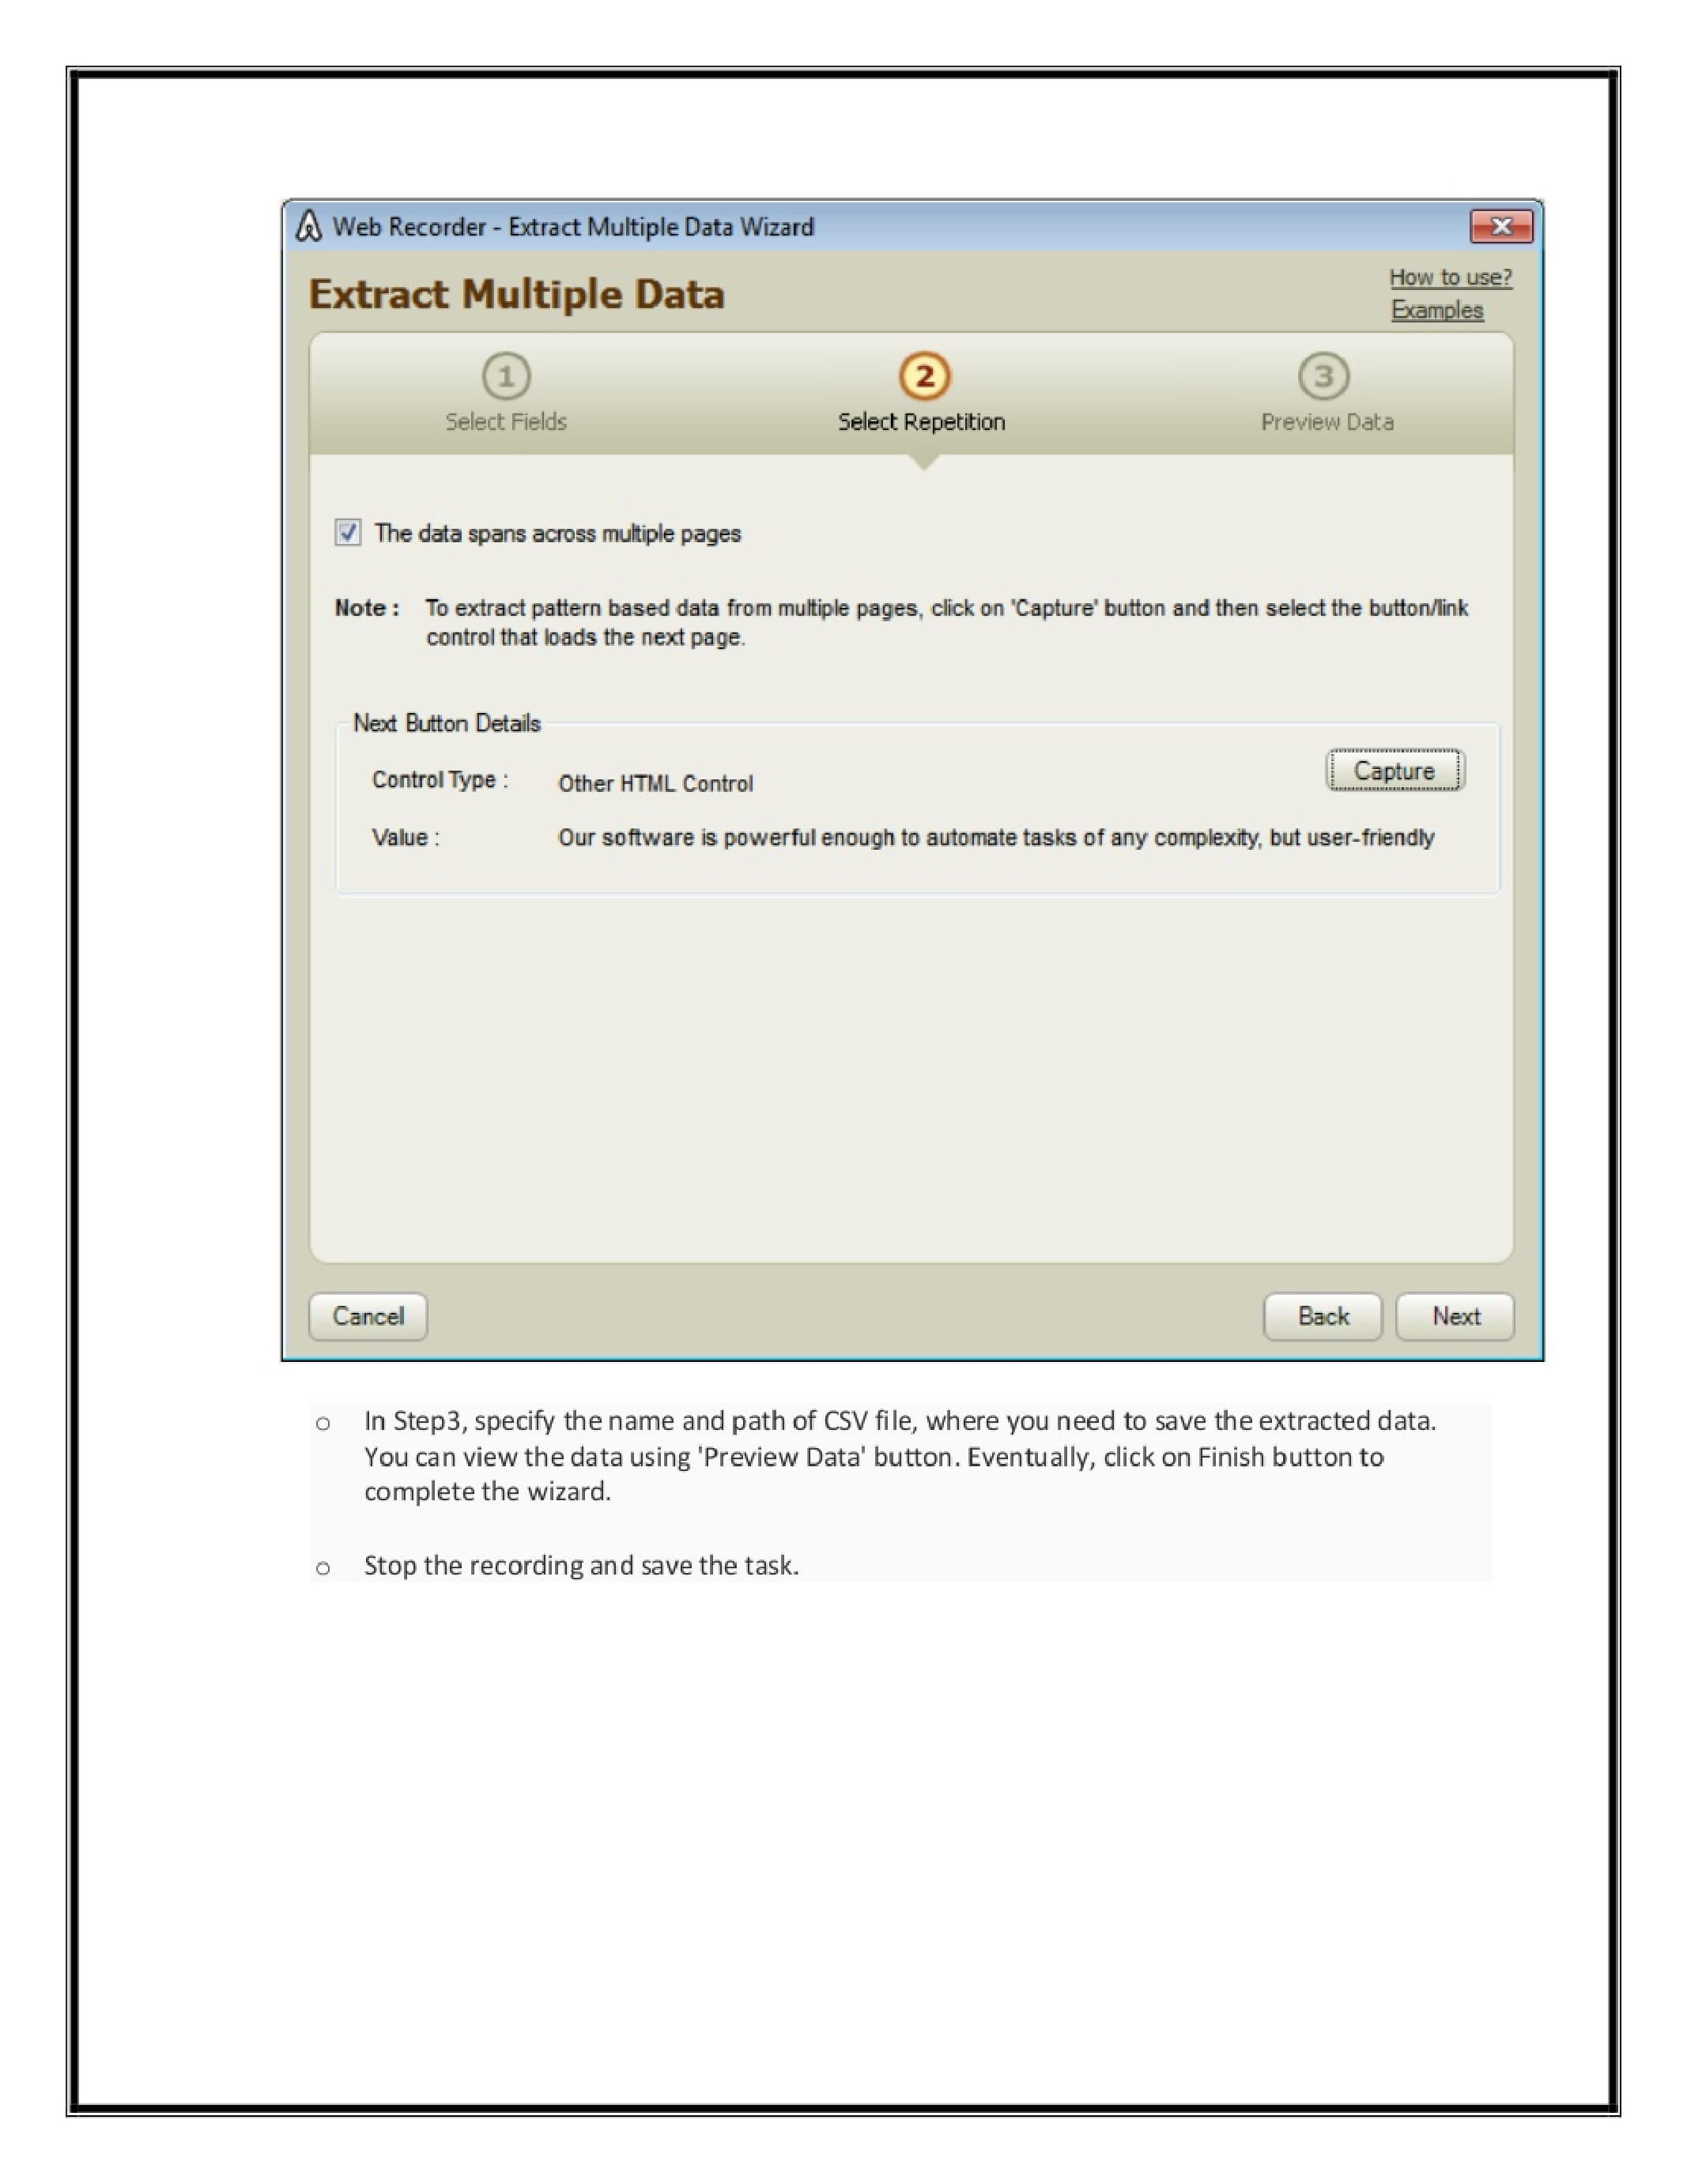 Web Recorder - Extract Multiple Data Wizard
Extract Multiple Data
How to use?
Examples
1
2
3
Select Fields
Select Repetition
Preview Data
The data spans across multiple pages
Note : To extract pattern based data from multiple pages, click on 'Capture' button and then select the button/link
control that loads the next page.
Next Button Details
Capture
Control Type : Other HTML Control
Value : Our software is powerful enough to automate tasks of any complexity, but user-friendly
Cancel
Back
Next
o In Step3, specify the name and path of CSV file, where you need to save the extracted data.
You can view the data using 'Preview Data' button. Eventually, click on Finish button to
complete the wizard.
o Stop the recording and save the task.